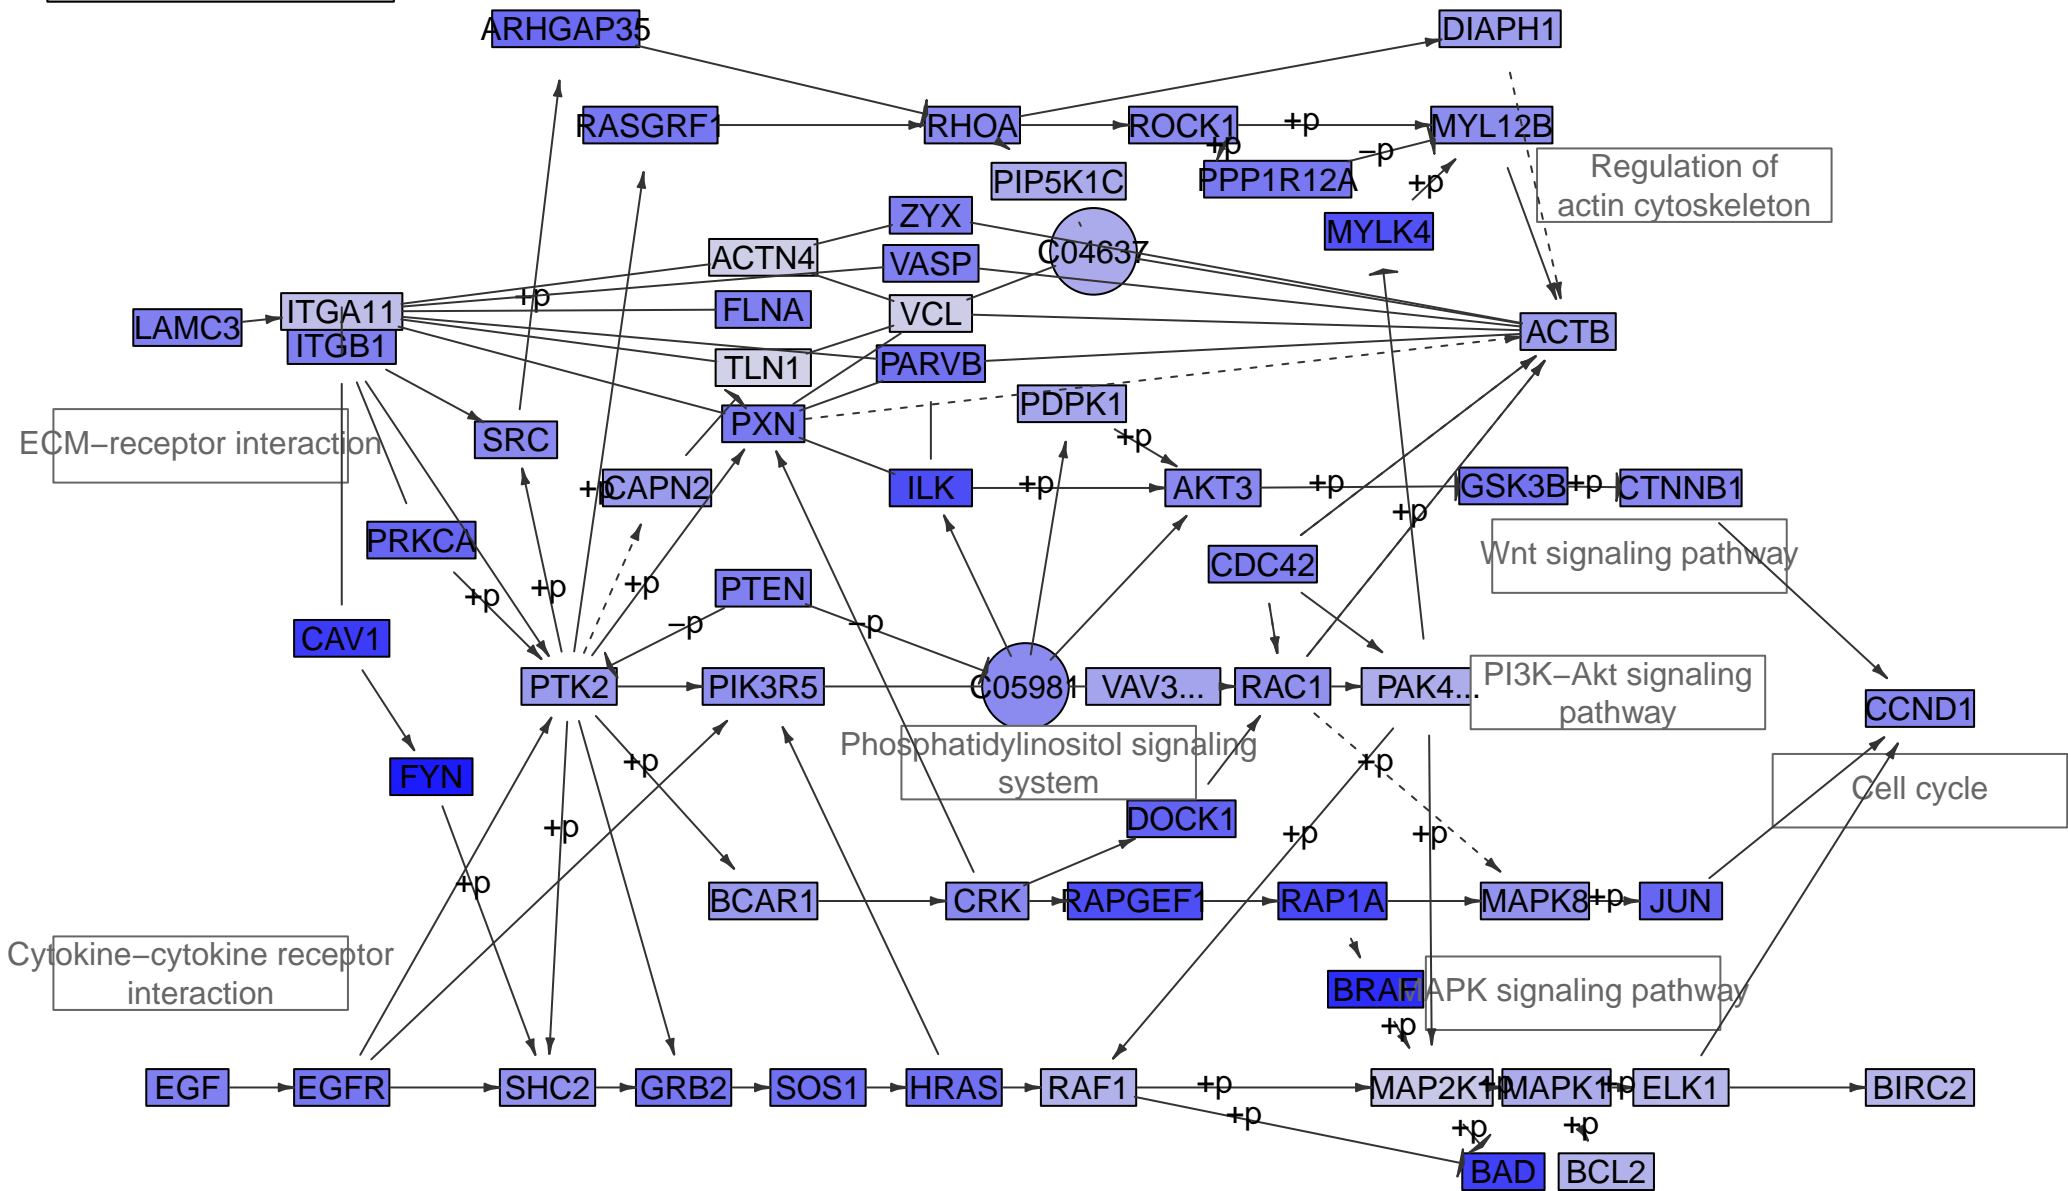 ARHGAP35
DIAPH1
RASGRF1
RHOA
ROCK1
+p
MYL12B
+p
−p
PIP5K1C
PPP1R12A
+p
Regulation of
actin cytoskeleton
ZYX
MYLK4
ACTN4
VASP
C04637
+p
ITGA11
FLNA
VCL
LAMC3
ITGB1
ACTB
TLN1
PARVB
PDPK1
PXN
+p
ECM−receptor interaction
SRC
+p
CAPN2
ILK
+p
AKT3
+p
GSK3B
+p
CTNNB1
+p
PRKCA
Wnt signaling pathway
CDC42
+p
+p
+p
PTEN
−p
−p
CAV1
PTK2
PIK3R5
C05981
VAV3...
RAC1
PAK4...
PI3K−Akt signaling
pathway
CCND1
Phosphatidylinositol signaling
system
FYN
+p
+p
Cell cycle
DOCK1
+p
+p
+p
+p
BCAR1
CRK
RAPGEF1
RAP1A
MAPK8
+p
JUN
Cytokine−cytokine receptor
interaction
BRAF
MAPK signaling pathway
+p
EGF
EGFR
SHC2
GRB2
SOS1
HRAS
RAF1
+p
MAP2K1
+p
MAPK1
+p
ELK1
BIRC2
+p
+p
+p
BAD
BCL2